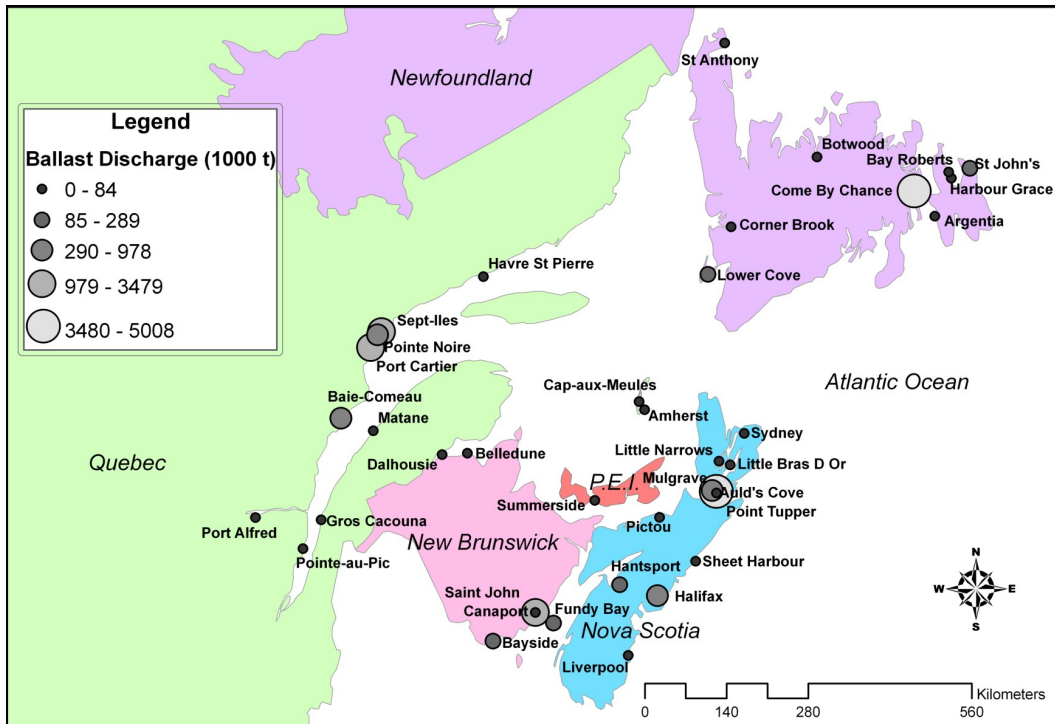 St Anthony
Newfoundland
Legend
Ballast Discharge (1000 t)
0 - 84
85 - 289
290 - 978
979 - 3479
3480 - 5008
Botwood
Bay Roberts
St John's
Come By Chance
Harbour Grace
Argentia
Corner Brook
Lower Cove
Havre St Pierre
Sept-Iles
Pointe Noire
Port Cartier
Baie-Comeau
Matane
Cap-aux-Meules
Amherst
Atlantic Ocean
Sydney
Little Narrows
Little Bras D Or
Quebec
Dalhousie
Belledune
P.E.I.
Mulgrave
Auld's Cove
Point Tupper
Summerside
Pictou
Port Alfred
Gros Cacouna
Pointe-au-Pic
New Brunswick
Sheet Harbour
Hantsport
Halifax
Saint John
Canaport
Fundy Bay
Nova Scotia
Bayside
Liverpool
N
W
E
S
Kilometers
0
140
280
560